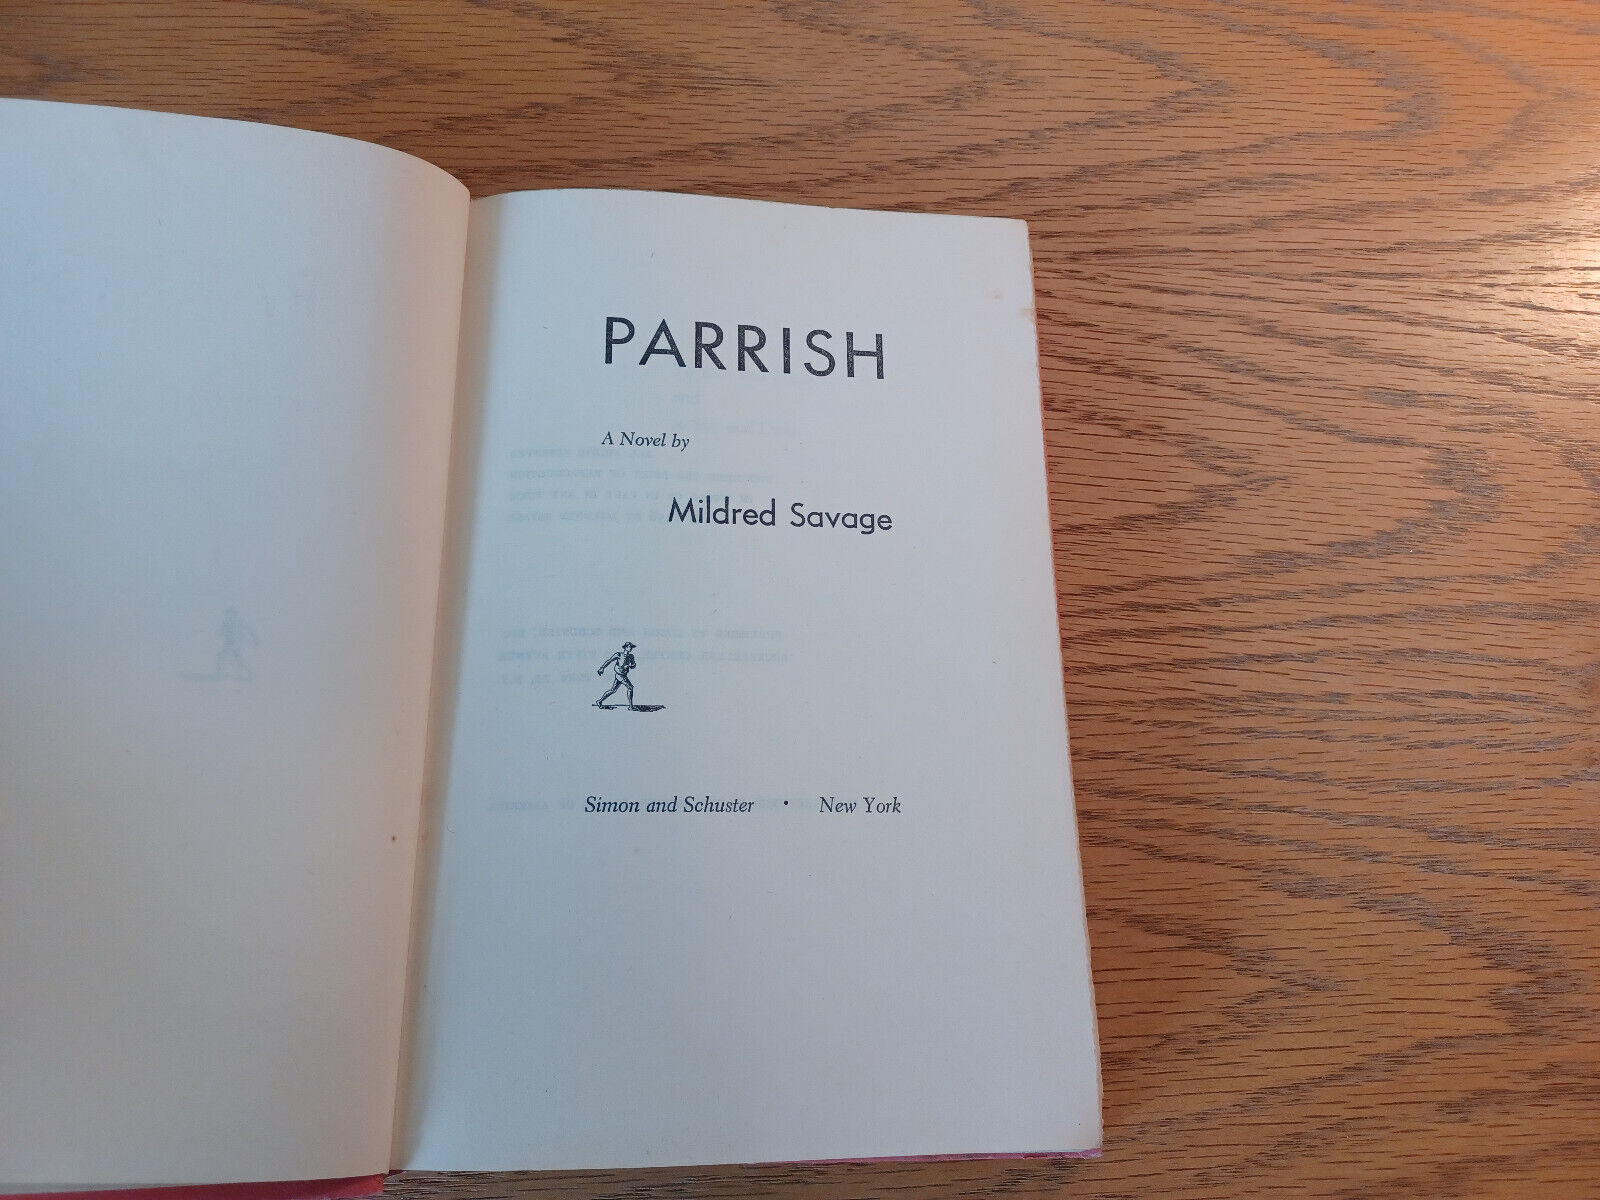 PARRISH
A Novel by
Mildred Savage
Simon and Schuster • New York